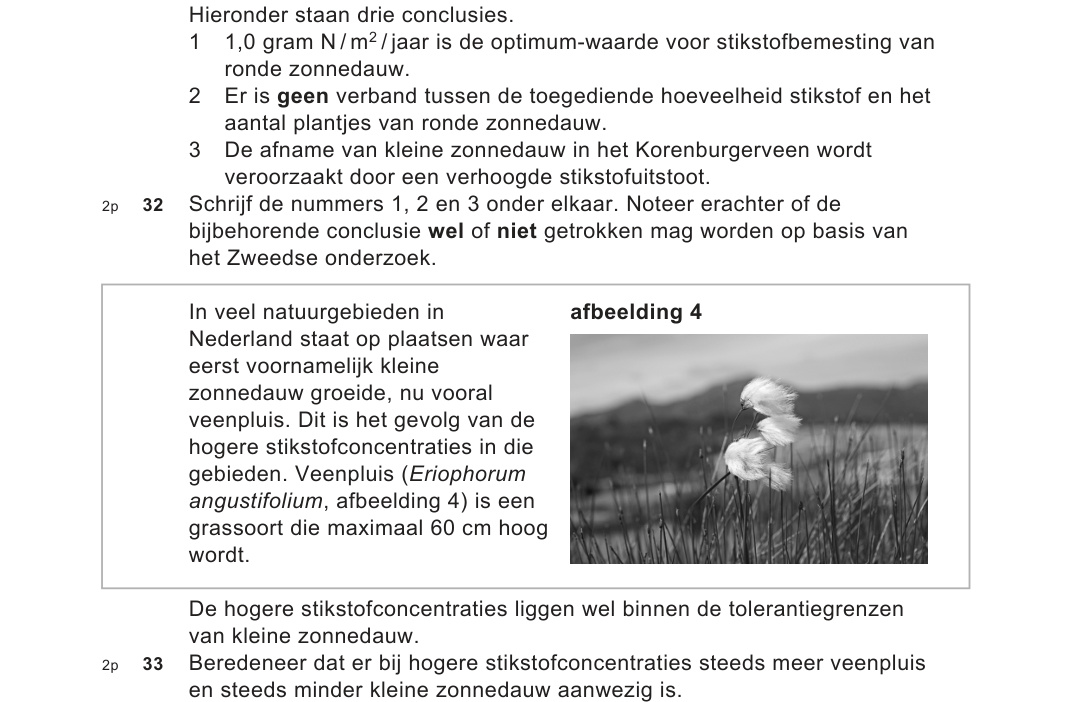 Hieronder staan drie conclusies.
1 1,0 gram N/m²/jaar is de optimum-waarde voor stikstofbemesting van
ronde zonnedauw.
2 Er is geen verband tussen de toegediende hoeveelheid stikstof en het
aantal plantjes van ronde zonnedauw.
3 De afname van kleine zonnedauw in het Korenburgerveen wordt
veroorzaakt door een verhoogde stikstofuitstoot.
2p 32 Schrijf de nummers 1, 2 en 3 onder elkaar. Noteer erachter of de
bijbehorende conclusie wel of niet getrokken mag worden op basis van
het Zweedse onderzoek.
In veel natuurgebieden in
Nederland staat op plaatsen waar
eerst voornamelijk kleine
zonnedauw groeide, nu vooral
veenpluis. Dit is het gevolg van de
hogere stikstofconcentraties in die
gebieden. Veenpluis (Eriophorum
angustifolium, afbeelding 4) is een
grassoort die maximaal 60 cm hoog
wordt.
afbeelding 4
De hogere stikstofconcentraties liggen wel binnen de tolerantiegrenzen
van kleine zonnedauw.
2p 33 Beredeneer dat er bij hogere stikstofconcentraties steeds meer veenpluis
en steeds minder kleine zonnedauw aanwezig is.